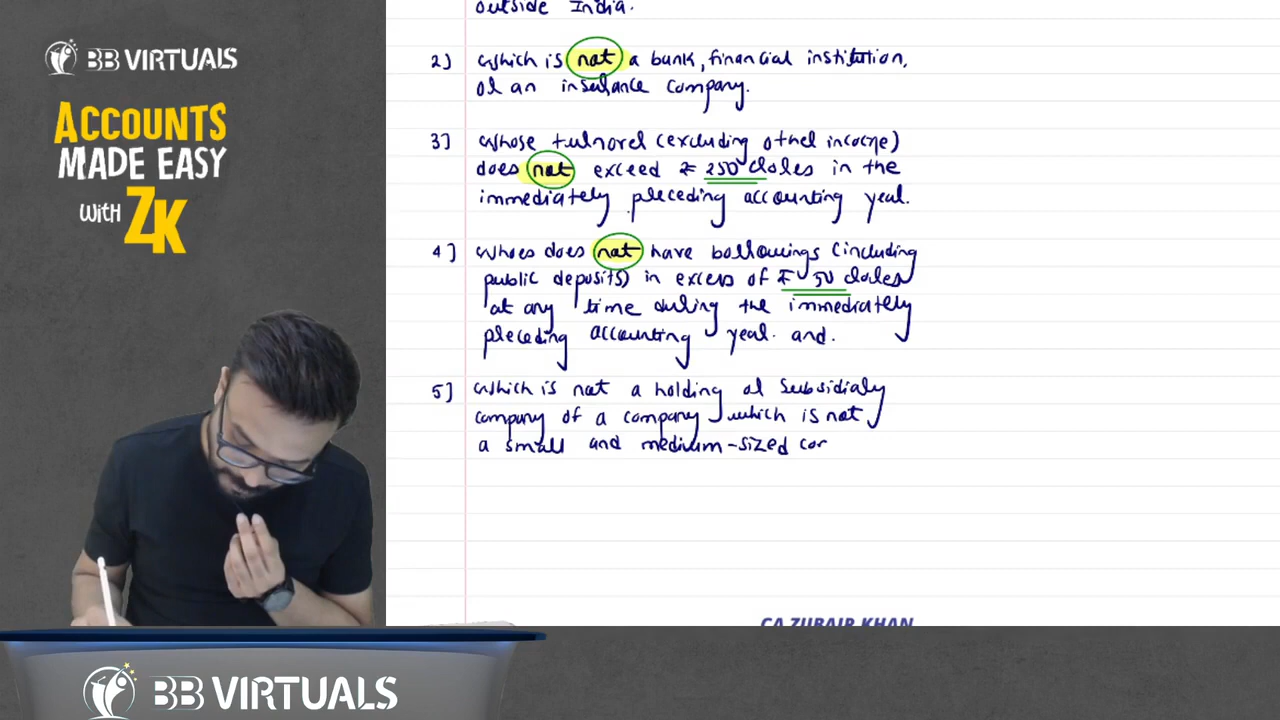 BB VIRTUALS
ACCOUNTS
MADE EASY
WITH ZK
outside India.
2] Which is not a bank, financial institution,
or an insurance company.
3] Whose turnover (excluding other income)
does not exceed ₹ 250 crores in the
immediately preceding accounting year.
4] Whoes does not have borrowings (including
public deposits) in excess of ₹ 50 crores
at any time during the immediately
preceding accounting year. and.
5] Which is not a holding or subsidiary
company of a company which is not
a small and medium-sized cor
CA ZUBAIR KHAN
BB VIRTUALS